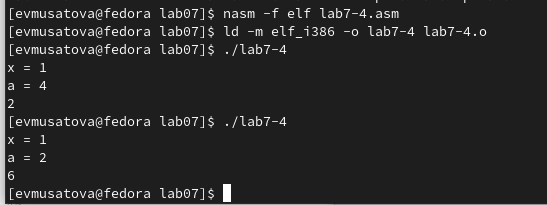 [evmusatova@fedora lab07]$ nasm -f elf lab7-4.asm
[evmusatova@fedora lab07]$ ld -m elf_i386 -o lab7-4 lab7-4.o
[evmusatova@fedora lab07]$ ./lab7-4
x = 1
a = 4
2
[evmusatova@fedora lab07]$ ./lab7-4
x = 1
a = 2
6
[evmusatova@fedora lab07]$